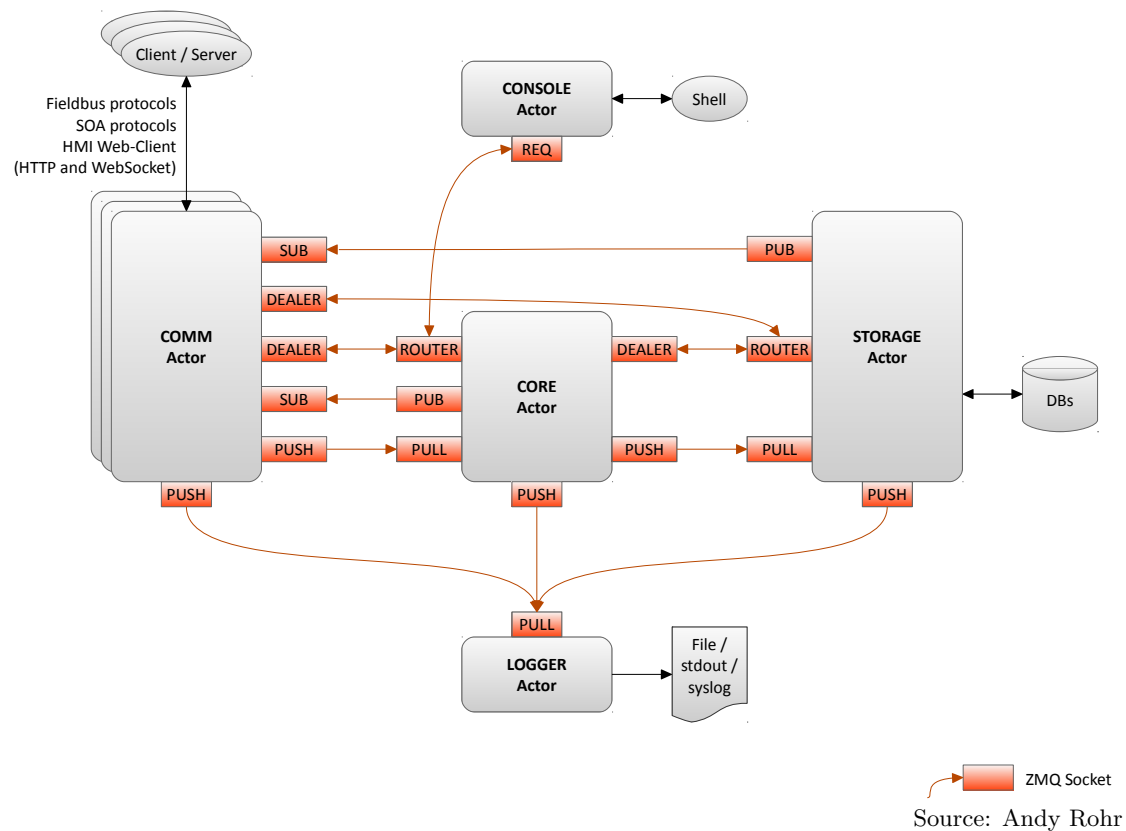 Client / Server
Fieldbus protocols
SOA protocols
HMI Web-Client
(HTTP and WebSocket)
CONSOLE
Actor
Shell
REQ
SUB
PUB
DEALER
COMM
Actor
DEALER
ROUTER
DEALER
ROUTER
STORAGE
Actor
CORE
Actor
SUB
PUB
DBs
PUSH
PULL
PUSH
PULL
PUSH
PUSH
PUSH
PULL
LOGGER
Actor
File /
stdout /
syslog
ZMQ Socket
Source: Andy Rohr